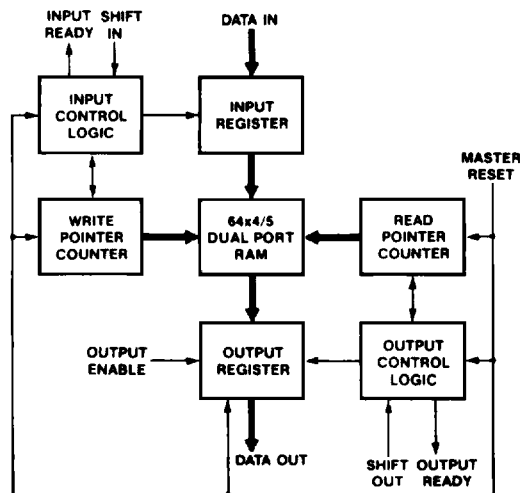 INPUT
READY
SHIFT
IN
DATA IN
INPUT
CONTROL
LOGIC
INPUT
REGISTER
MASTER
RESET
WRITE
POINTER
COUNTER
64x4/5
DUAL PORT
RAM
READ
POINTER
COUNTER
OUTPUT
ENABLE
OUTPUT
REGISTER
OUTPUT
CONTROL
LOGIC
DATA OUT
SHIFT
OUT
OUTPUT
READY